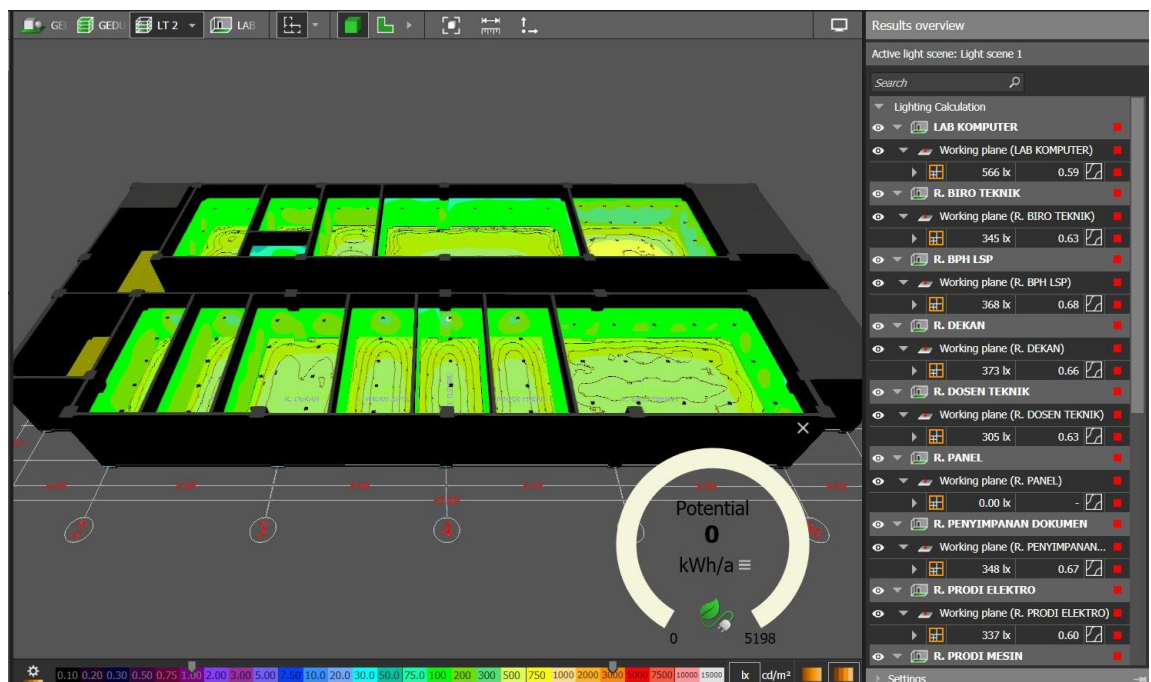 GEI
GEDU
LT 2
LAB
Results overview
Active light scene: Light scene 1
Search
Lighting Calculation
LAB KOMPUTER
Working plane (LAB KOMPUTER)
566 lx 0.59
R. BIRO TEKNIK
Working plane (R. BIRO TEKNIK)
345 lx 0.63
R. BPH LSP
Working plane (R. BPH LSP)
368 lx 0.68
R. DEKAN
Working plane (R. DEKAN)
373 lx 0.66
R. DOSEN TEKNIK
Working plane (R. DOSEN TEKNIK)
305 lx 0.63
R. PANEL
Working plane (R. PANEL)
0.00 lx -
R. PENYIMPANAN DOKUMEN
Working plane (R. PENYIMPANAN...
348 lx 0.67
R. PRODI ELEKTRO
Working plane (R. PRODI ELEKTRO)
337 lx 0.60
R. PRODI MESIN
Settings
R. DEKAN
2
3
4
Potential
0
kWh/a
0 5198
0.10 0.20 0.30 0.50 0.75 1.00 2.00 3.00 5.00 7.50 10.0 20.0 30.0 50.0 75.0 100 200 300 500 750 1000 2000 3000 5000 7500 10000 15000 lx cd/m²